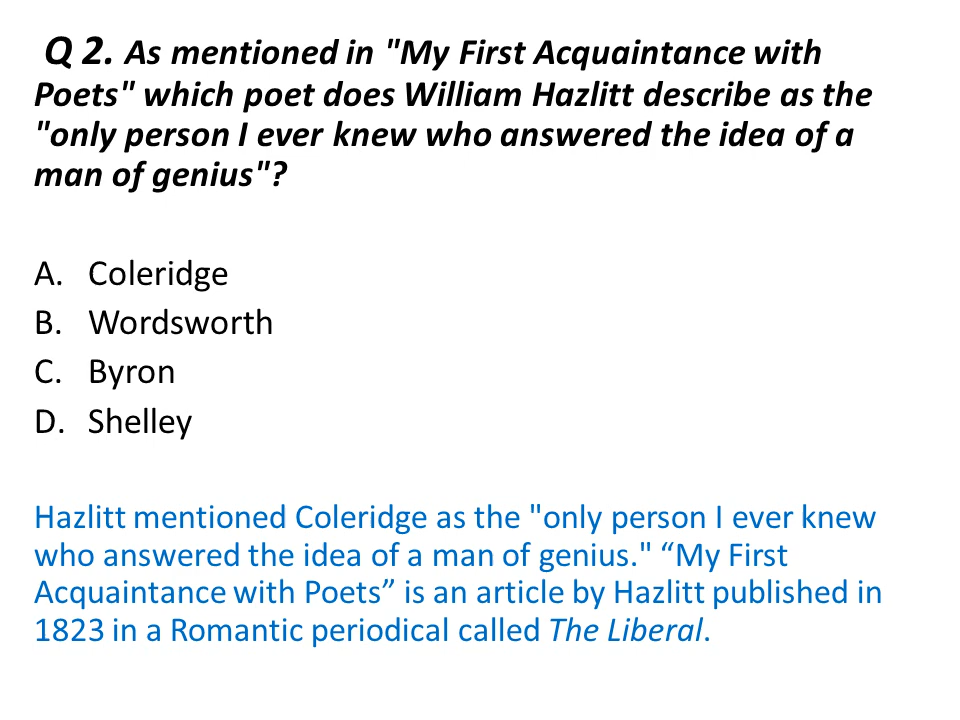 Q 2. As mentioned in "My First Acquaintance with
Poets" which poet does William Hazlitt describe as the
"only person I ever knew who answered the idea of a
man of genius"?
A. Coleridge
B. Wordsworth
C. Byron
D. Shelley
Hazlitt mentioned Coleridge as the "only person I ever knew
who answered the idea of a man of genius." “My First
Acquaintance with Poets” is an article by Hazlitt published in
1823 in a Romantic periodical called The Liberal.